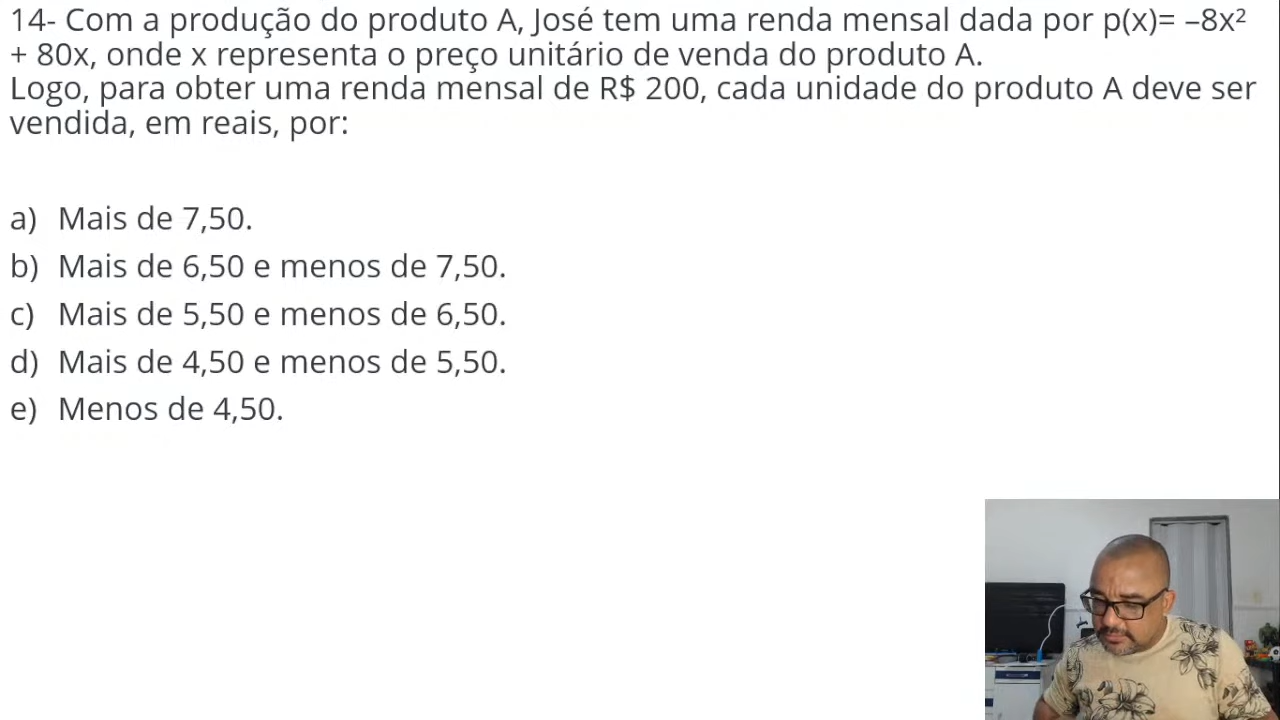 14- Com a produção do produto A, José tem uma renda mensal dada por p(x)= –8x²
+ 80x, onde x representa o preço unitário de venda do produto A.
Logo, para obter uma renda mensal de R$ 200, cada unidade do produto A deve ser
vendida, em reais, por:
a) Mais de 7,50.
b) Mais de 6,50 e menos de 7,50.
c) Mais de 5,50 e menos de 6,50.
d) Mais de 4,50 e menos de 5,50.
e) Menos de 4,50.